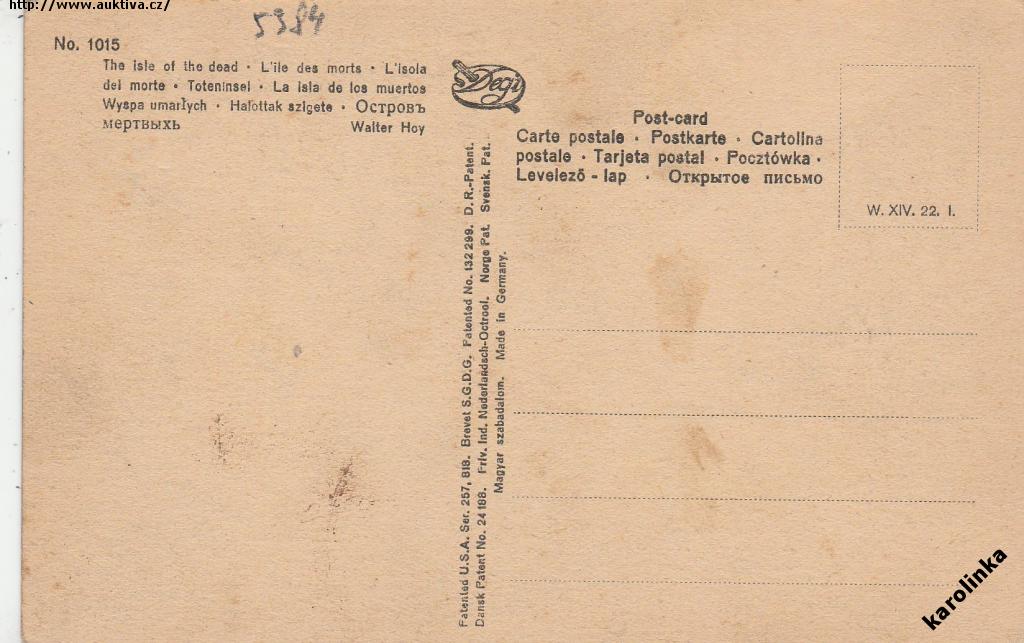 http://www.auktiva.cz/
5384
No. 1015
The isle of the dead · L'ile des morts · L'isola
del morte · Toteninsel · La isla de los muertos
Wyspa umarłych · Halottak szigete · Островъ
мертвыхъ Walter Hoy
Degi
Post-card
Carte postale · Postkarte · Cartolina
postale · Tarjeta postal · Pocztówka ·
Levelező - lap · Открытое письмо
W. XIV. 22. I.
Patented U.S.A. Ser. 257, 818. Brevet S.G.D.G. Patented No. 132 299. D. R.-Patent.
Dansk Patent No. 24 188. Priv. Ind. Nederlandsch-Octrooi. Norge Pat. Svensk. Pat.
Magyar szabadalom. Made in Germany.
karolinka